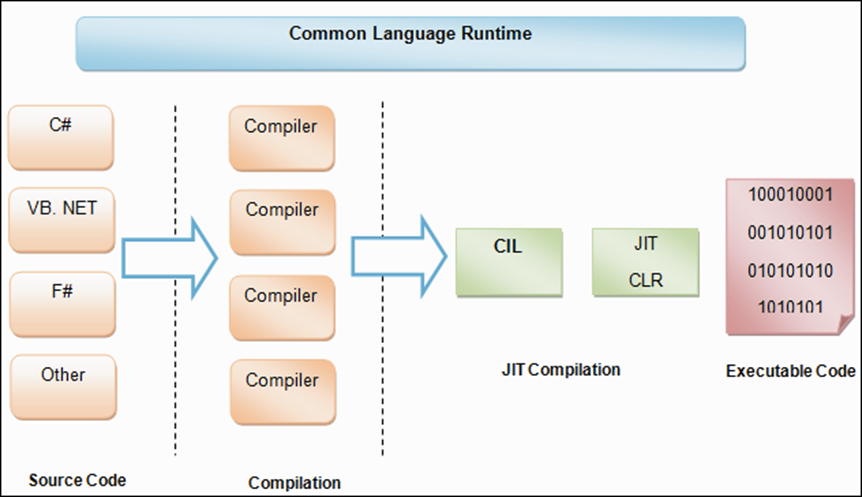 Common Language Runtime
C#
VB. NET
F#
Other
Source Code
Compiler
Compiler
Compiler
Compiler
Compilation
CIL
JIT
CLR
JIT Compilation
100010001
001010101
010101010
1010101
Executable Code